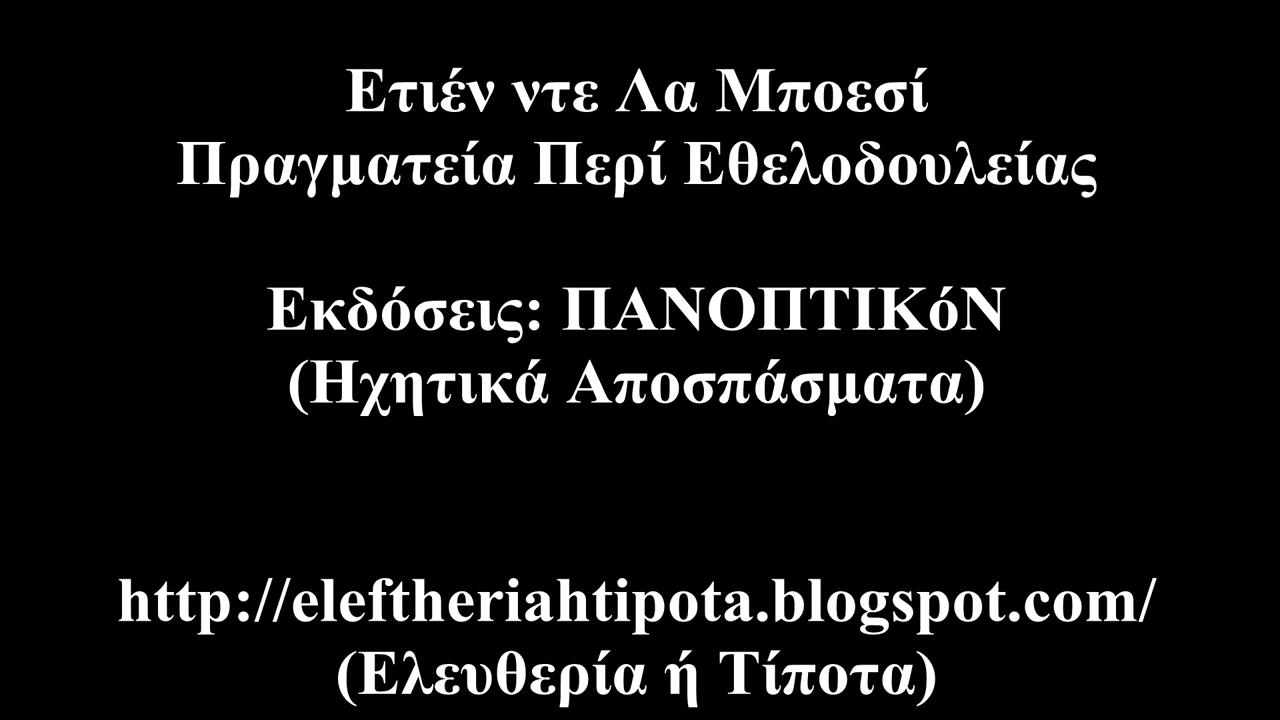 Ετιέν ντε Λα Μποεσί
Πραγματεία Περί Εθελοδουλείας
Εκδόσεις: ΠΑΝΟΠΤΙΚόΝ
(Ηχητικά Αποσπάσματα)
http://eleftheriahtipota.blogspot.com/
(Ελευθερία ή Τίποτα)